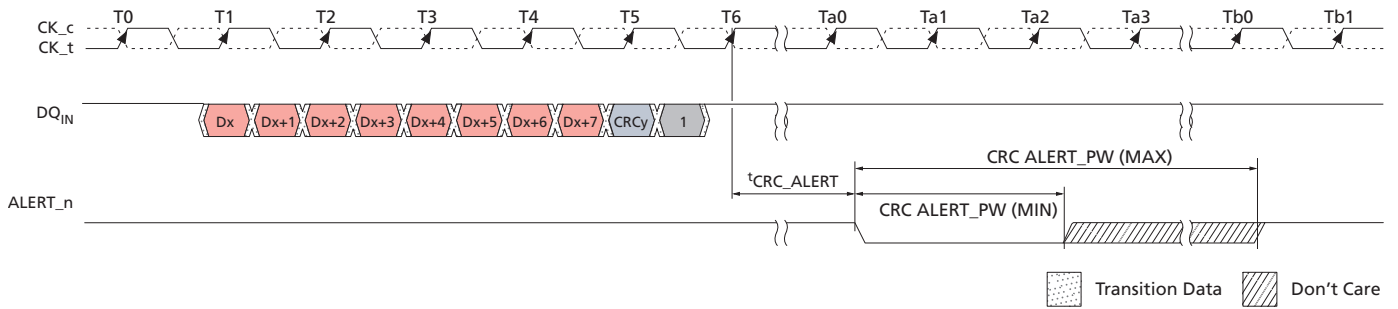 T0 T1 T2 T3 T4 T5 T6 Ta0 Ta1 Ta2 Ta3 Tb0 Tb1
CK_c
CK_t
DQIN
Dx Dx+1 Dx+2 Dx+3 Dx+4 Dx+5 Dx+6 Dx+7 CRCy 1
CRC ALERT_PW (MAX)
tCRC_ALERT
CRC ALERT_PW (MIN)
ALERT_n
Transition Data Don't Care